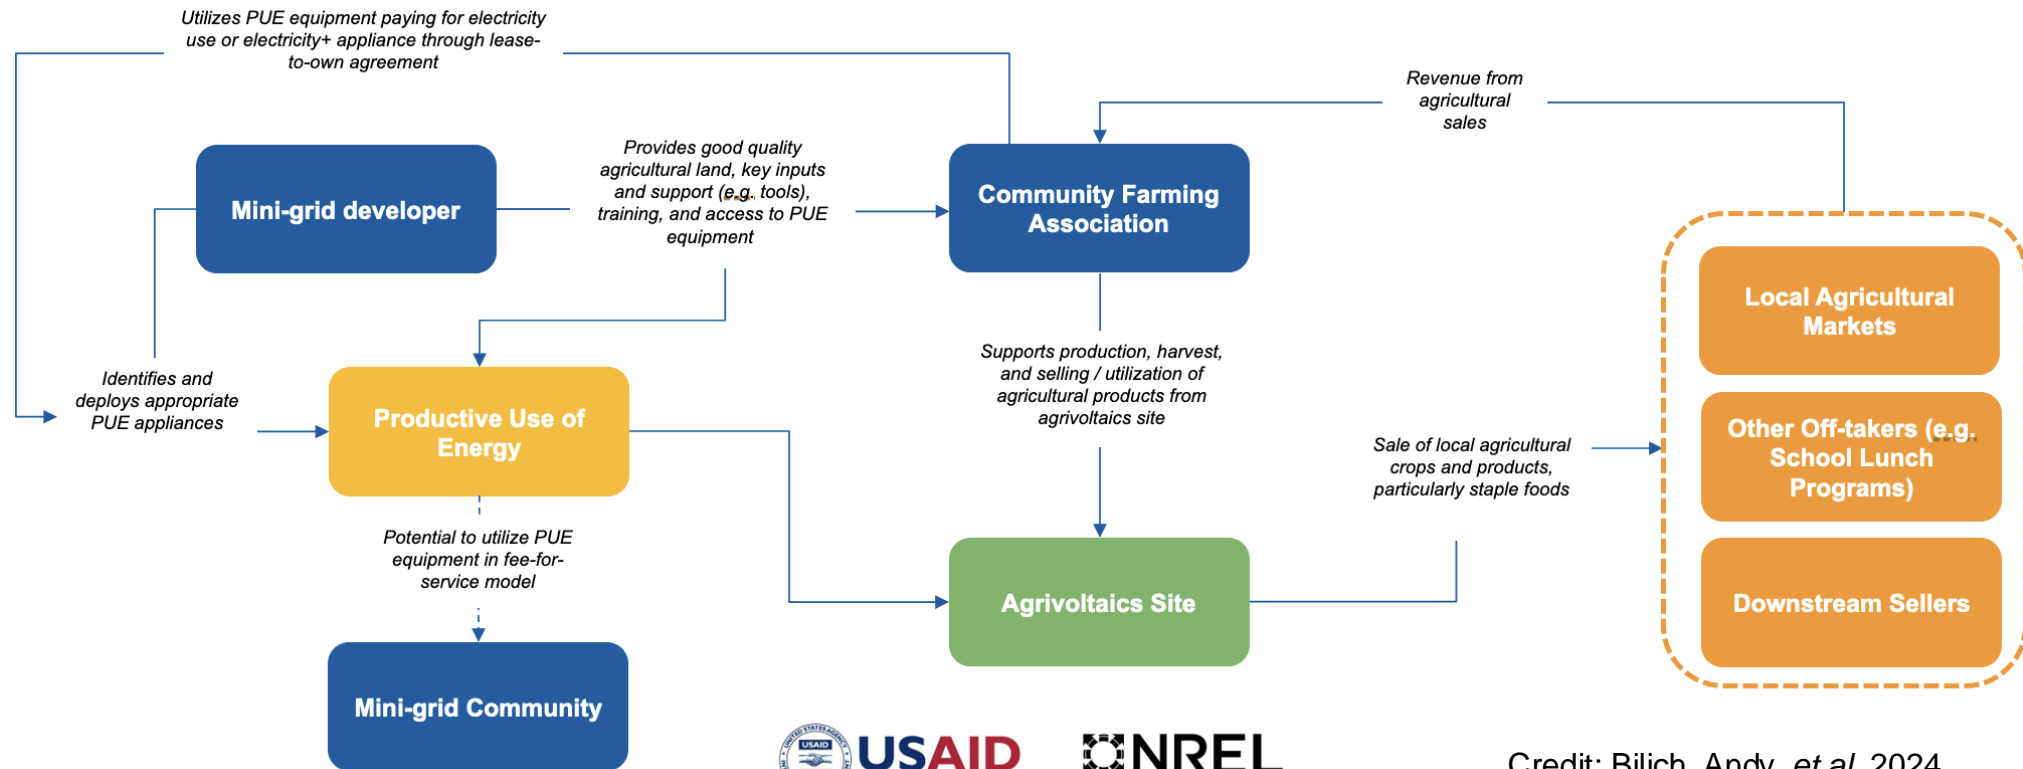 Utilizes PUE equipment paying for electricity
use or electricity+ appliance through lease-
to-own agreement
Revenue from
agricultural
sales
Mini-grid developer
Provides good quality
agricultural land, key inputs
and support (e.g. tools),
training, and access to PUE
equipment
Community Farming
Association
Local Agricultural
Markets
Identifies and
deploys appropriate
PUE appliances
Productive Use of
Energy
Supports production, harvest,
and selling / utilization of
agricultural products from
agrivoltaics site
Sale of local agricultural
crops and products,
particularly staple foods
Other Off-takers (e.g.
School Lunch
Programs)
Potential to utilize PUE
equipment in fee-for-
service model
Agrivoltaics Site
Downstream Sellers
Mini-grid Community
USAID
USAID
NREL
Credit: Bilich, Andy, et al. 2024